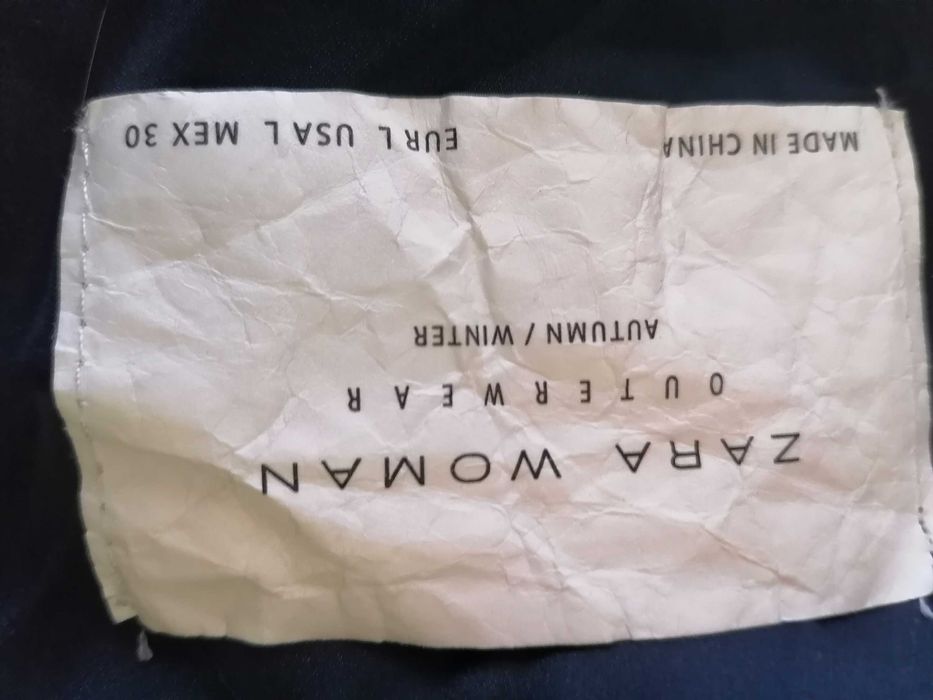 ZARA WOMAN
OUTERWEAR
AUTUMN / WINTER
MADE IN CHINA
EUR L USA L MEX 30